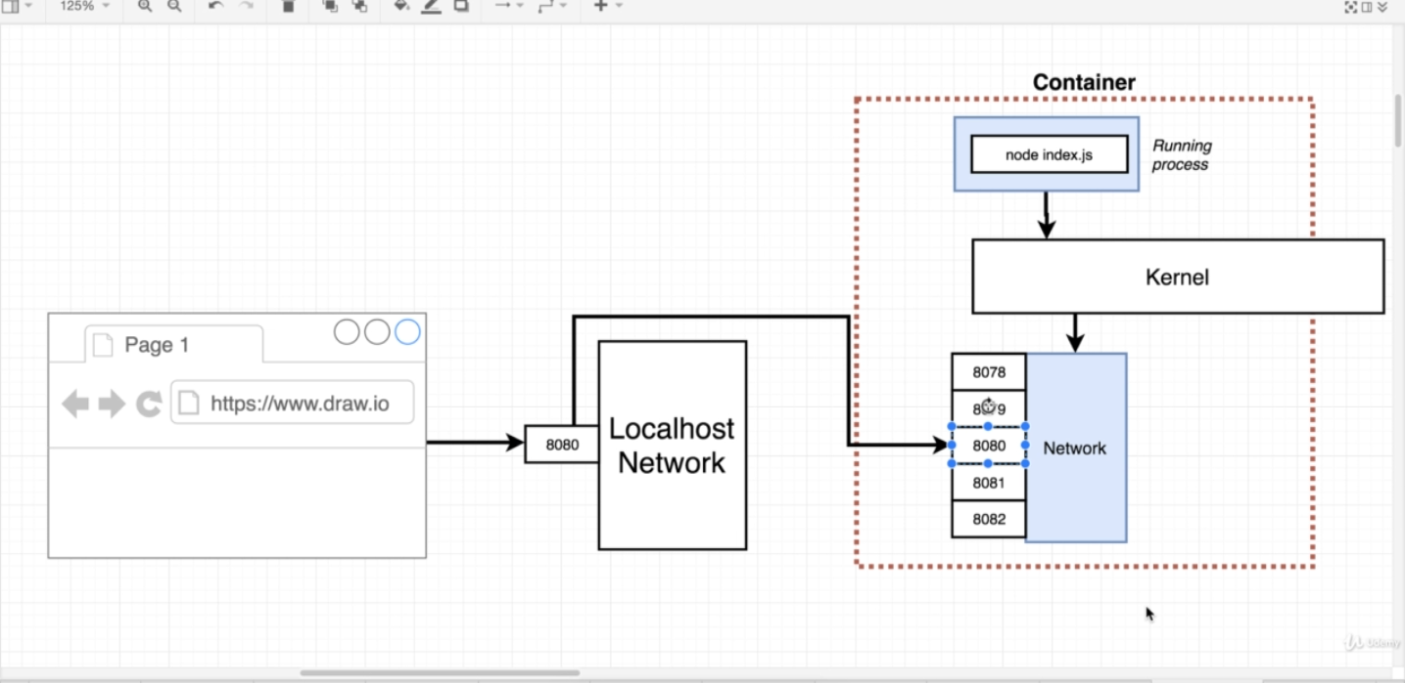 125%
Container
node index.js
Running
process
Kernel
Page 1
https://www.draw.io
8080
Localhost
Network
8078
8080
8081
8082
Network
Udemy